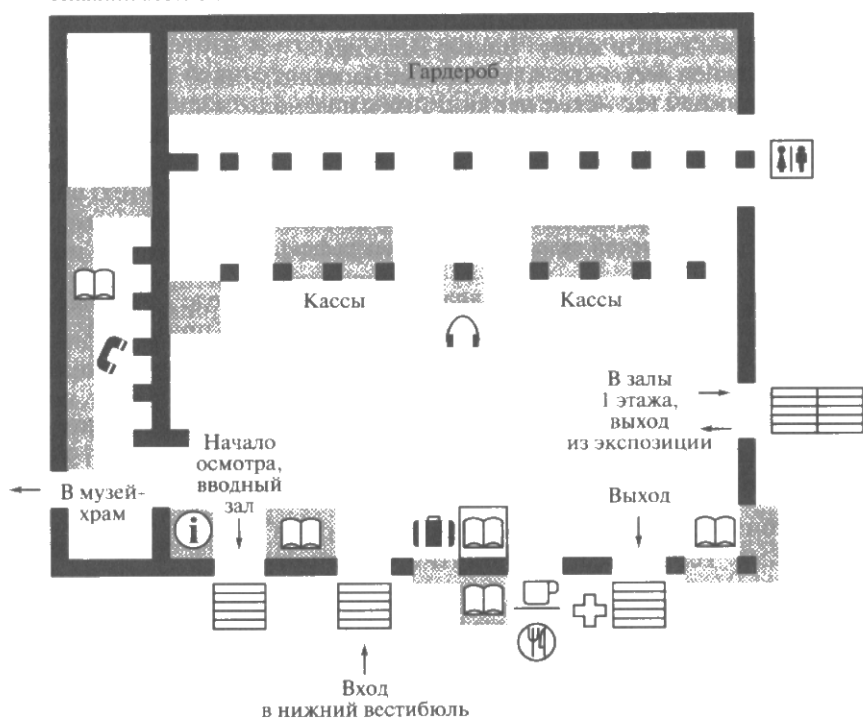 Гардероб
Кассы
Кассы
В залы
1 этажа,
выход
из экспозиции
Начало
осмотра,
вводный
зал
В музей-
храм
i
Выход
Вход
в нижний вестибюль